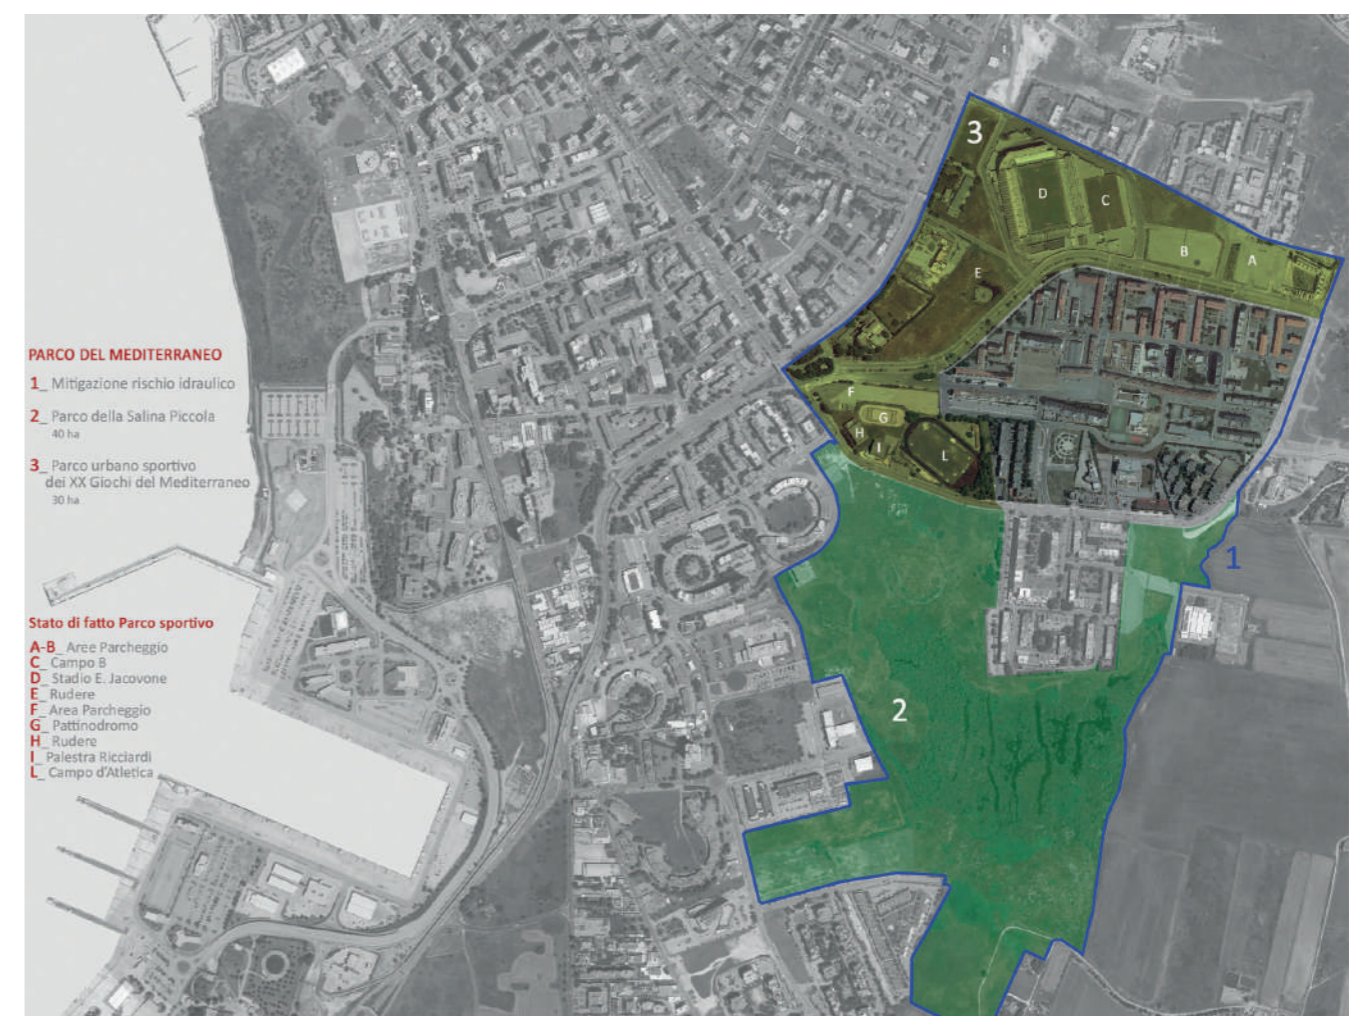 PARCO DEL MEDITERRANEO
1_ Mitigazione rischio idraulico
2_ Parco della Salina Piccola
40 ha
3_ Parco urbano sportivo
dei XX Giochi del Mediterraneo
30 ha
Stato di fatto Parco sportivo
A-B_ Aree Parcheggio
C_ Campo B
D_ Stadio E. Jacovone
E_ Rudere
F_ Area Parcheggio
G_ Pattinodromo
H_ Rudere
I_ Palestra Ricciardi
L_ Campo d'Atletica
3
D
C
B
A
E
F
G
H
I
L
1
2